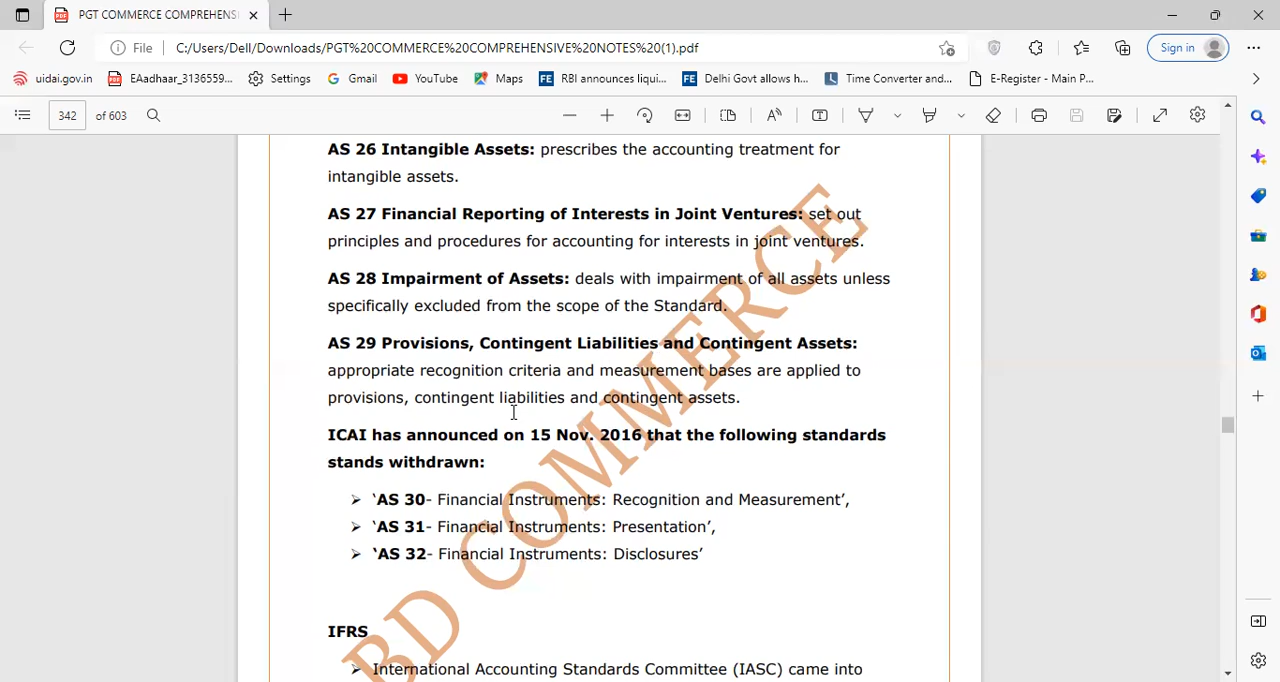 PGT COMMERCE COMPREHENS
File C:/Users/Dell/Downloads/PGT%20COMMERCE%20COMPREHENSIVE%20NOTES%20(1).pdf Sign in
uidai.gov.in EAadhaar_3136559... Settings Gmail YouTube Maps RBI announces liqui... Delhi Govt allows h... Time Converter and... E-Register - Main P...
342 of 603
AS 26 Intangible Assets: prescribes the accounting treatment for
intangible assets.
AS 27 Financial Reporting of Interests in Joint Ventures: set out
principles and procedures for accounting for interests in joint ventures.
AS 28 Impairment of Assets: deals with impairment of all assets unless
specifically excluded from the scope of the Standard.
AS 29 Provisions, Contingent Liabilities and Contingent Assets:
appropriate recognition criteria and measurement bases are applied to
provisions, contingent liabilities and contingent assets.
ICAI has announced on 15 Nov. 2016 that the following standards
stands withdrawn:
➢ ‘AS 30- Financial Instruments: Recognition and Measurement’,
➢ ‘AS 31- Financial Instruments: Presentation’,
➢ ‘AS 32- Financial Instruments: Disclosures’
IFRS
➢ International Accounting Standards Committee (IASC) came into
BD COMMERCE